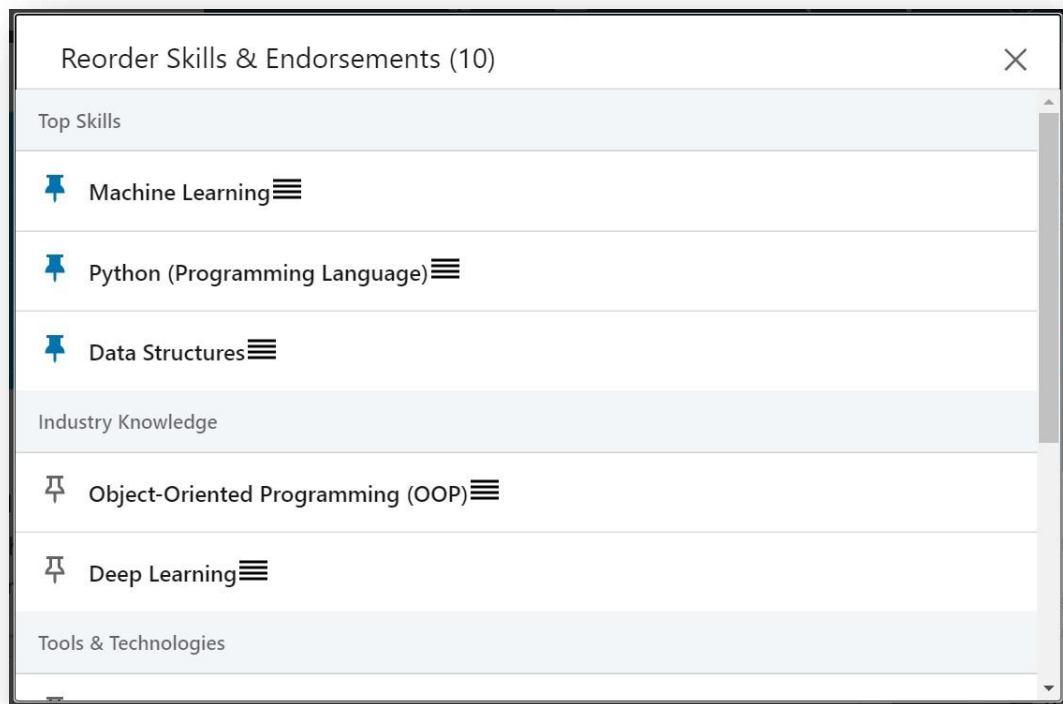 Reorder Skills & Endorsements (10)
Top Skills
Machine Learning
Python (Programming Language)
Data Structures
Industry Knowledge
Object-Oriented Programming (OOP)
Deep Learning
Tools & Technologies